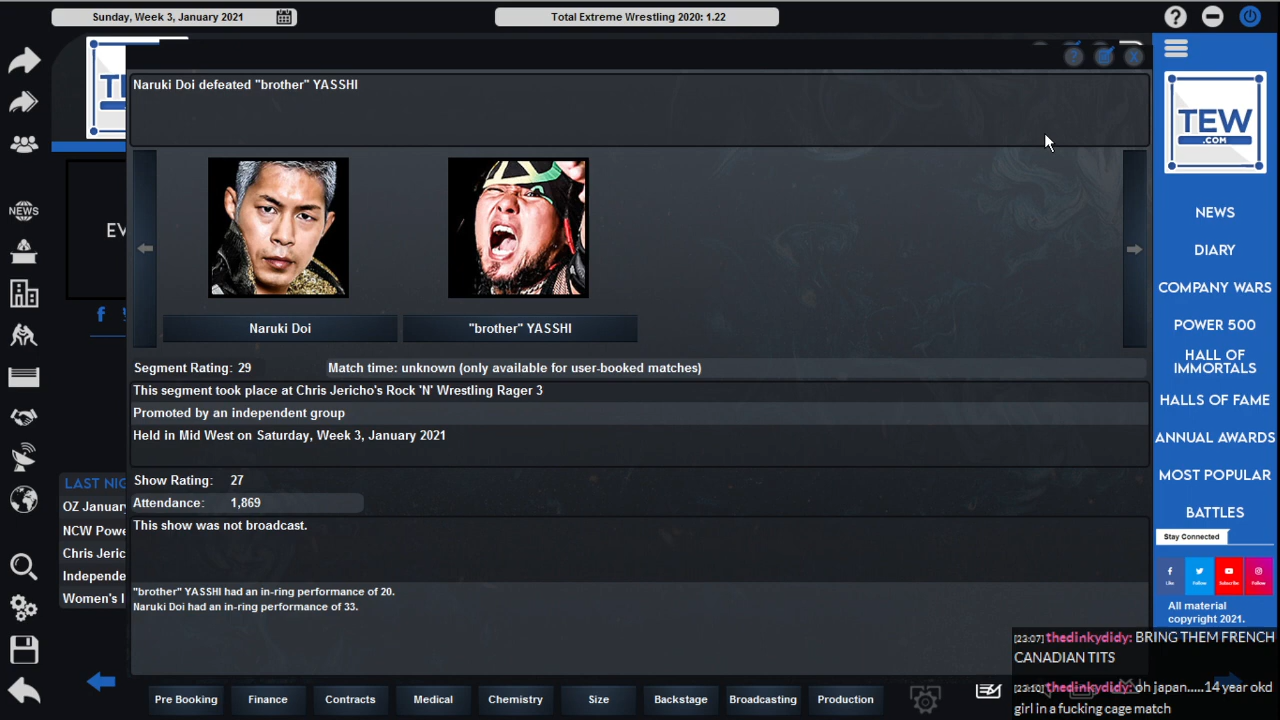 Sunday, Week 3, January 2021
Total Extreme Wrestling 2020: 1.22
Naruki Doi defeated "brother" YASSHI
TEW
.COM
NEWS
NEWS
DIARY
EV
COMPANY WARS
POWER 500
Naruki Doi
"brother" YASSHI
HALL OF
IMMORTALS
Segment Rating: 29
Match time: unknown (only available for user-booked matches)
This segment took place at Chris Jericho's Rock 'N' Wrestling Rager 3
HALLS OF FAME
Promoted by an independent group
Held in Mid West on Saturday, Week 3, January 2021
ANNUAL AWARDS
MOST POPULAR
LAST NIG
Show Rating: 27
OZ Januar
Attendance: 1,869
BATTLES
NCW Powe
This show was not broadcast.
Stay Connected
Chris Jeric
Independe
Like
Follow
Subscribe
Follow
Women's I
"brother" YASSHI had an in-ring performance of 20.
Naruki Doi had an in-ring performance of 33.
All material
copyright 2021.
[23:07] thedinkydidy: BRING THEM FRENCH
CANADIAN TITS
[23:10] thedinkydidy: oh japan.....14 year okd
girl in a fucking cage match
Pre Booking
Finance
Contracts
Medical
Chemistry
Size
Backstage
Broadcasting
Production